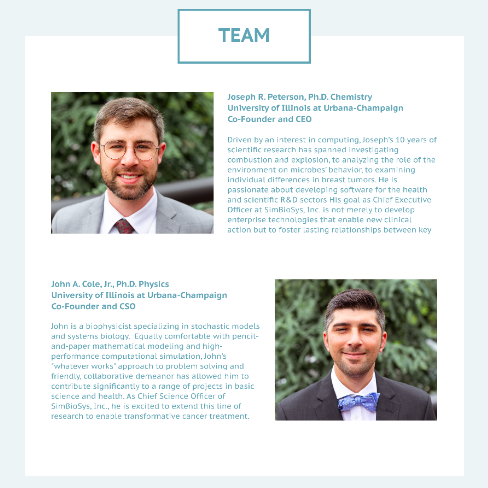 TEAM
Joseph R. Peterson, Ph.D. Chemistry
University of Illinois at Urbana-Champaign
Co-Founder and CEO
Driven by an interest in computing, Joseph's 10 years of
scientific research has spanned investigating
combustion and explosion, to analyzing the role of the
environment on microbes' behavior, to examining
individual differences in breast tumors. He is
passionate about developing software for the health
and scientific R&D sectors His goal as Chief Executive
Officer at SimBioSys, Inc. is not merely to develop
enterprise technologies that enable new clinical
action but to foster lasting relationships between key
John A. Cole, Jr., Ph.D. Physics
University of Illinois at Urbana-Champaign
Co-Founder and CSO
John is a biophysicist specializing in stochastic models
and systems biology. Equally comfortable with pencil-
and-paper mathematical modeling and high-
performance computational simulation, John's
"whatever works" approach to problem solving and
friendly, collaborative demeanor has allowed him to
contribute significantly to a range of projects in basic
science and health. As Chief Science Officer of
SimBioSys, Inc., he is excited to extend this line of
research to enable transformative cancer treatment.